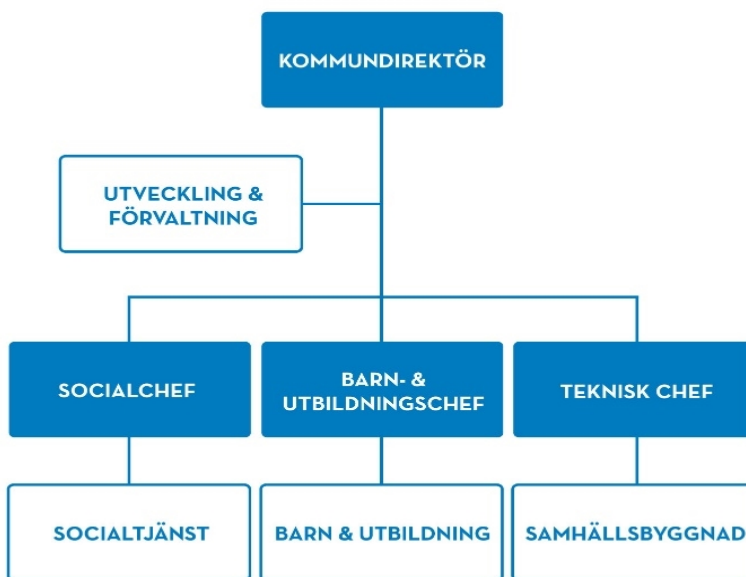 KOMMUNDIREKTÖR
UTVECKLING &
FÖRVALTNING
SOCIALCHEF
BARN- &
UTBILDNINGSCHEF
TEKNISK CHEF
SOCIALTJÄNST
BARN & UTBILDNING
SAMHÄLLSBYGGNAD